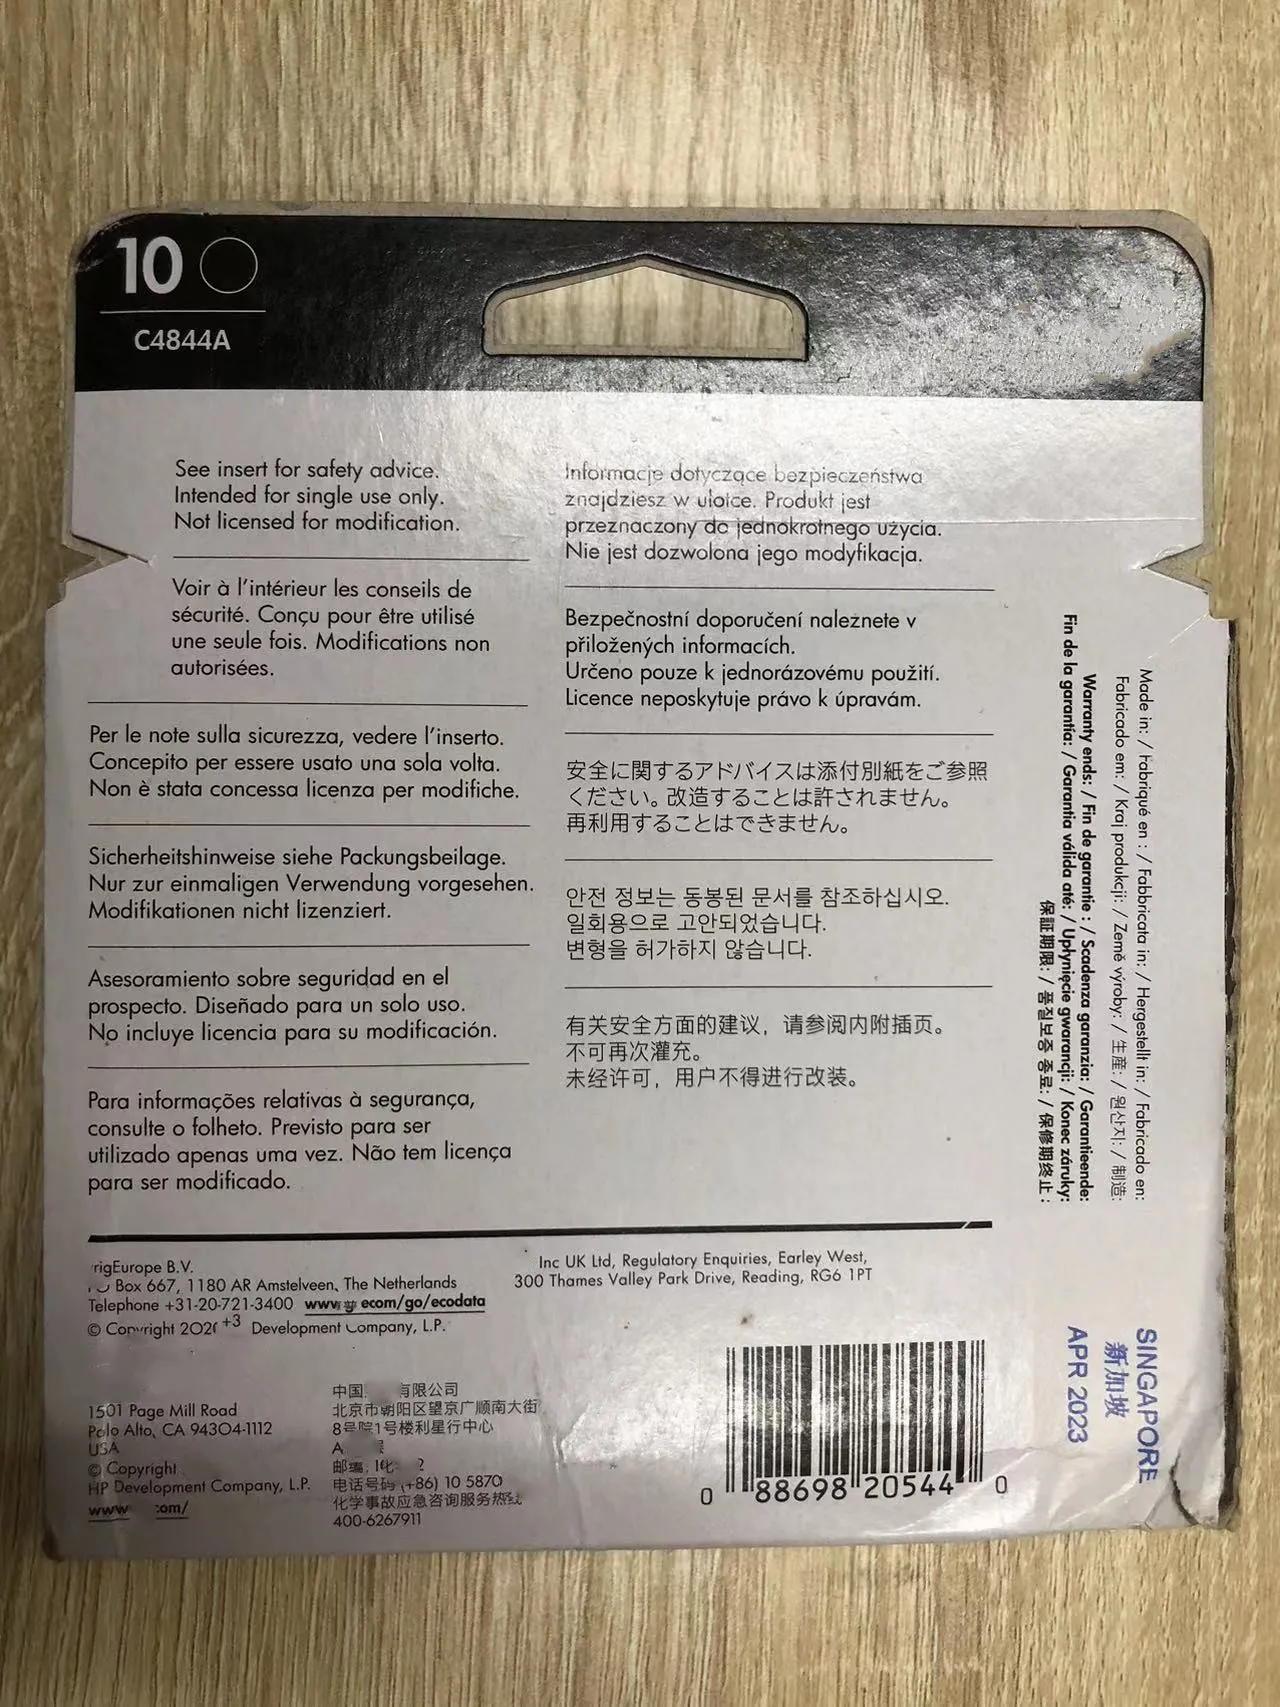 10
C4844A
See insert for safety advice.
Intended for single use only.
Not licensed for modification.
Voir à l'intérieur les conseils de
sécurité. Conçu pour être utilisé
une seule fois. Modifications non
autorisées.
Per le note sulla sicurezza, vedere l'inserto.
Concepito per essere usato una sola volta.
Non è stata concessa licenza per modifiche.
Sicherheitshinweise siehe Packungsbeilage.
Nur zur einmaligen Verwendung vorgesehen.
Modifikationen nicht lizenziert.
Asesoramiento sobre seguridad en el
prospecto. Diseñado para un solo uso.
No incluye licencia para su modificación.
Para informações relativas à segurança,
consulte o folheto. Previsto para ser
utilizado apenas uma vez. Não tem licença
para ser modificado.
Informacje dotyczące bezpieczeństwa
znajdziesz w ulotce. Produkt jest
przeznaczony do jednokrotnego użycia.
Nie jest dozwolona jego modyfikacja.
Bezpečnostní doporučení naleznete v
přiložených informacích.
Určeno pouze k jednorázovému použití.
Licence neposkytuje právo k úpravám.
安全に関するアドバイスは添付別紙をご参照
ください。改造することは許されません。
再利用することはできません。
안전 정보는 동봉된 문서를 참조하십시오.
일회용으로 고안되었습니다.
변형을 허가하지 않습니다.
有关安全方面的建议，请参阅内附插页。
不可再次灌充。
未经许可，用户不得进行改装。
Made in: / Fabriqué en : / Fabbricata in: / Hergestellt in: / Fabricado en:
Fabricado em: / Kraj produkcji: / Země výroby: / 生産: / 원산지: / 制造:
Warranty ends: / Fin de garantie : / Scadenza garanzia: / Garantieende:
Fin de la garantía: / Garantia válida até: / Upłynięcie gwarancji: / Konec záruky:
保証期限: / 품질보증 종료: / 保修期终止:
Europe B.V.
Box 667, 1180 AR Amstelveen, The Netherlands
Telephone +31-20-721-3400 ecom/go/ecodata
© Copyright Development Company, L.P.
Inc UK Ltd, Regulatory Enquiries, Earley West,
300 Thames Valley Park Drive, Reading, RG6 1PT
1501 Page Mill Road
Palo Alto, CA 94304-1112
USA
© Copyright
HP Development Company, L.P.
www com/
中国 有限公司
北京市朝阳区望京广顺南大街
8号院1号楼利星行中心
A
邮编:
电话号码 (+86) 10 5870
化学事故应急咨询服务热线
400-6267911
0 88698 20544 0
SINGAPORE
新加坡
APR 2023